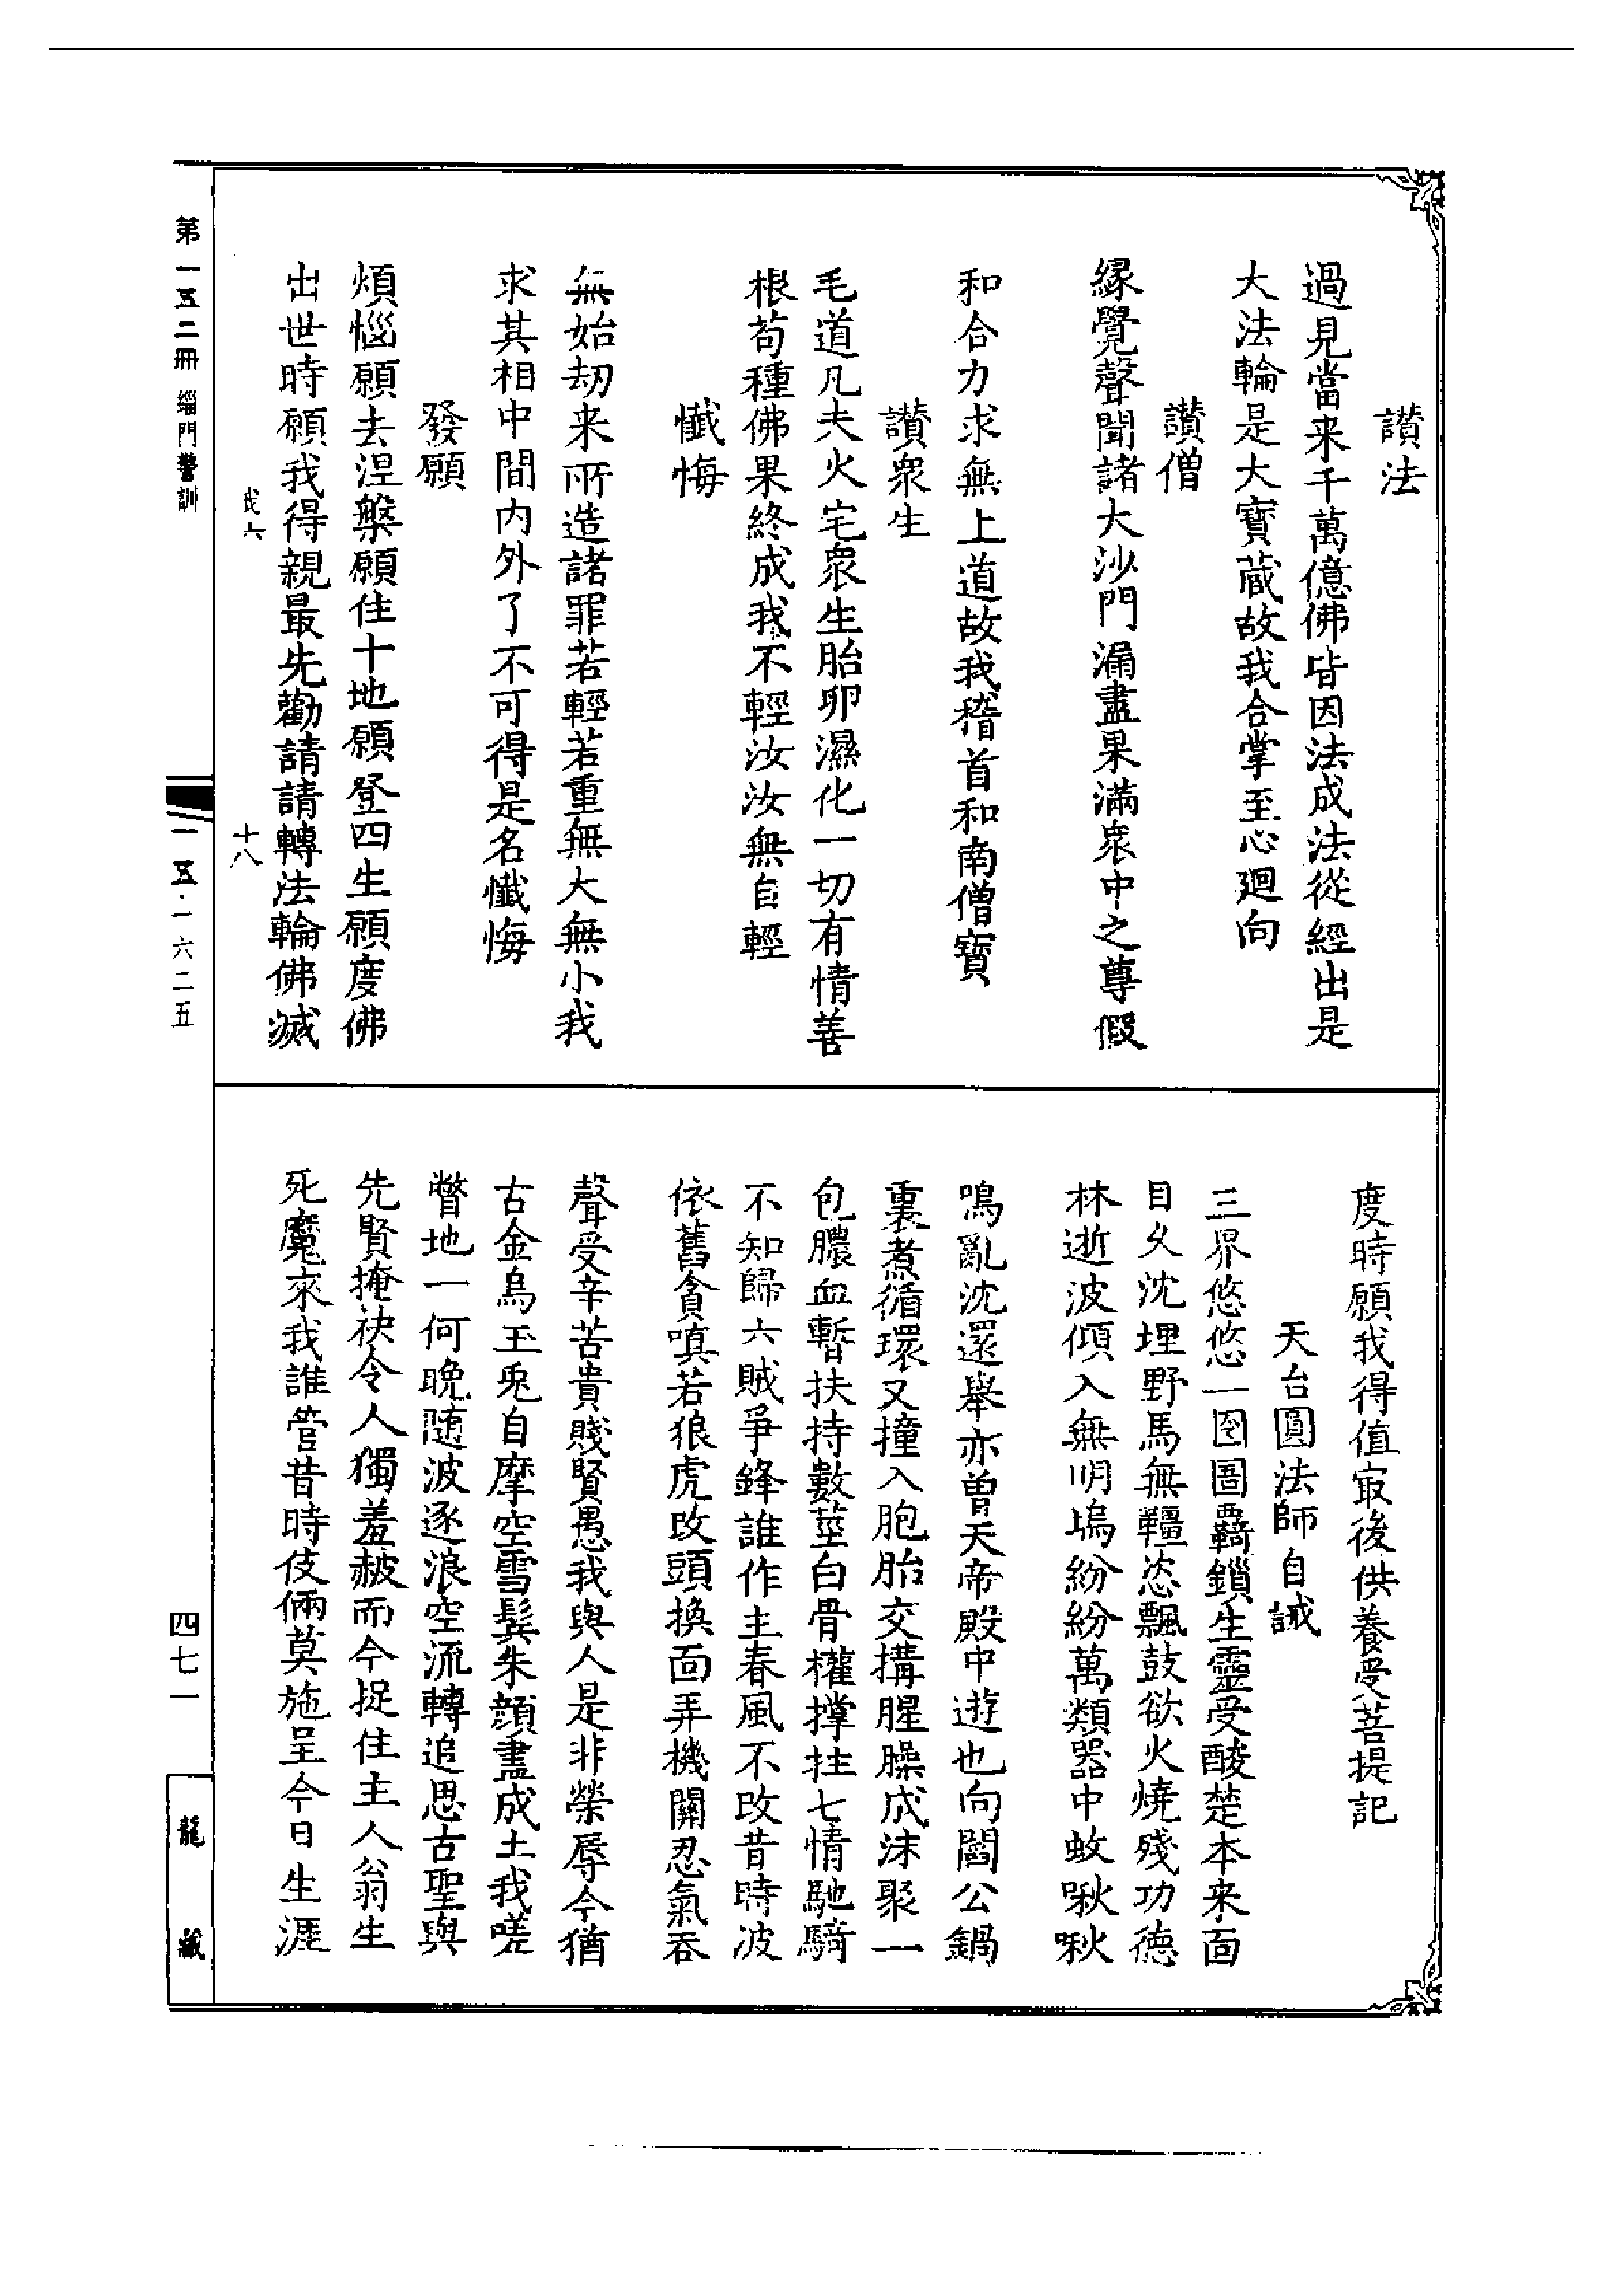 讚法
過見當来千萬億佛皆因法成法從經出是
大法輪是大寶蔵故我合掌至心廻向
讚僧
縁覺聲聞諸大沙門漏盡果滿衆中之尊假
和合力求無上道故我稽首和南僧寶
讚衆生
毛道凡夫火宅衆生胎卵濕化一切有情善
根苟種佛果終成我不輕汝汝無自輕
懺悔
無始劫来所造諸罪若輕若重無大無小我
求其相中間内外了不可得是名懺悔
發願
煩惱願去涅槃願住十地願登四生願度佛
出世時願我得親最先勸請請轉法輪佛滅
度時願我得值㝡後供養受菩提記
天台圓法師自誡
三界悠悠一囹圄羈鎖生靈受酸楚本来面
目久沈埋野馬無韁恣飄鼓欲火燒殘功德
林逝波傾入無明塢紛紛萬類器中蚊啾啾
鳴亂沈還舉亦曾天帝殿中遊也向閻公鍋
裏煮循環又撞入胞胎交搆腥臊成沫聚一
包膿血暫扶持數莖白骨權撑拄七情馳騎
不知歸六賊爭鋒誰作主春風不改昔時波
依舊貪嗔若狼虎改頭換面弄機關忍氣吞
聲受辛苦貴賤賢愚我與人是非榮辱今猶
古金烏玉兎自摩空雪鬂朱顔盡成土我嗟
瞥地一何晚随波逐浪空流轉追思古聖與
先賢掩袂令人獨羞赧而今捉住主人翁生
死魔來我誰管昔時伎倆莫施呈今日生涯
第一五二冊 緇門警訓
十八
一五·一六二五
四七一
龍藏